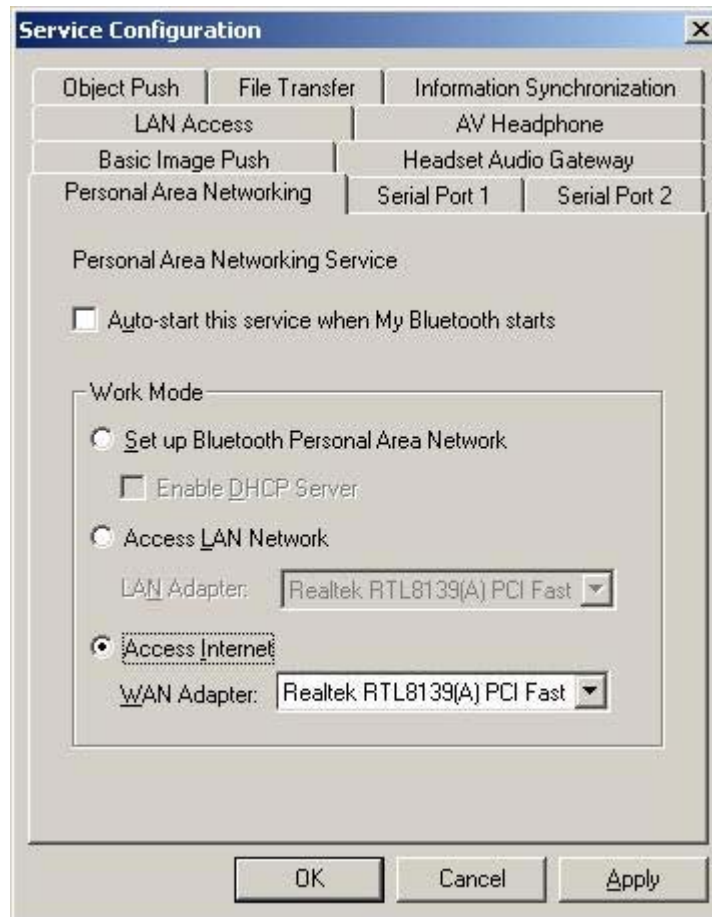 Service Configuration
Object Push File Transfer Information Synchronization
LAN Access AV Headphone
Basic Image Push Headset Audio Gateway
Personal Area Networking Serial Port 1 Serial Port 2
Personal Area Networking Service
Auto-start this service when My Bluetooth starts
Work Mode
Set up Bluetooth Personal Area Network
Enable DHCP Server
Access LAN Network
LAN Adapter: Realtek RTL8139(A) PCI Fast
Access Internet
WAN Adapter: Realtek RTL8139(A) PCI Fast
OK Cancel Apply